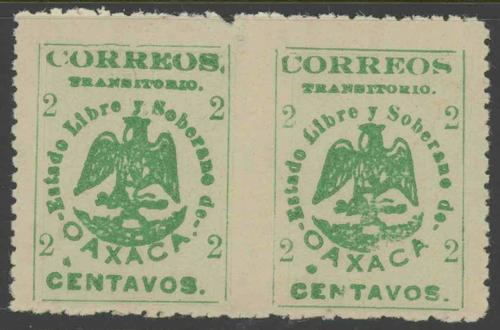 CORREOS.
TRANSITORIO.
2 2
Estado Libre y Soberano de
OAXACA
2 2
CENTAVOS.
CORREOS
TRANSITORIO.
2 2
Estado Libre y Soberano de
OAXACA
2 2
CENTAVOS.